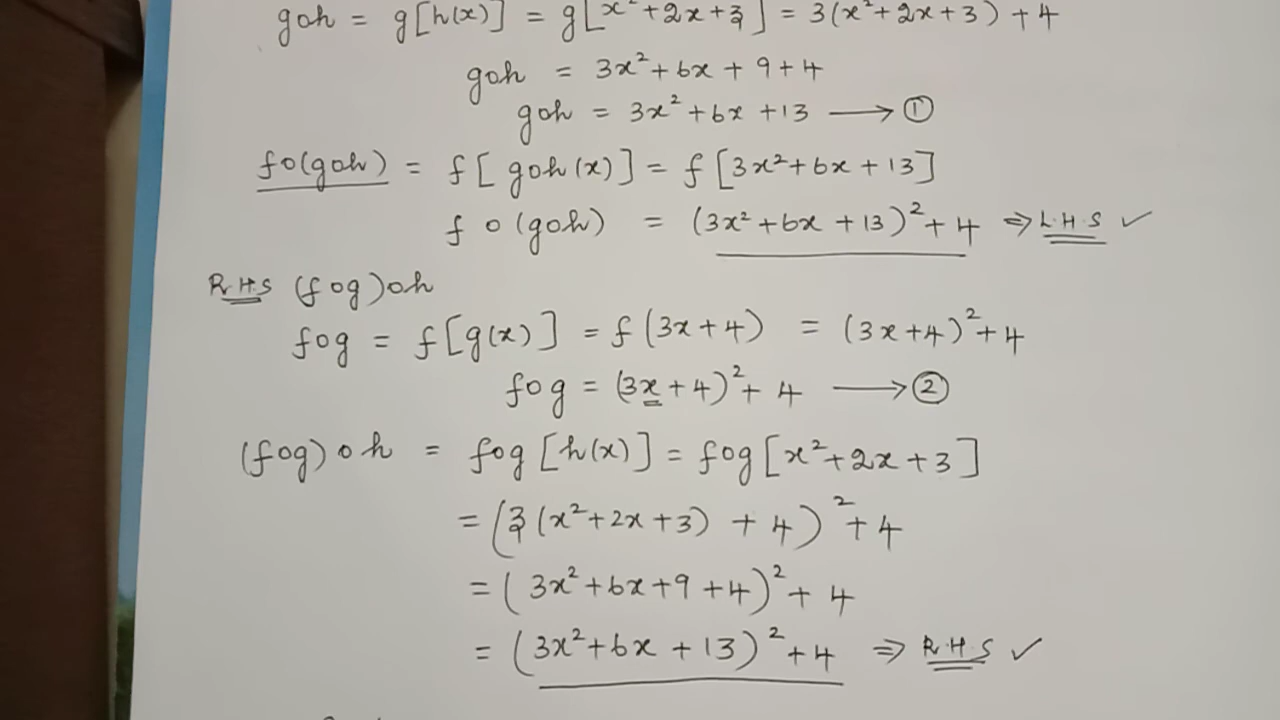 goh = g[h(x)] = g[x²+2x+3] = 3(x²+2x+3)+4
goh = 3x²+6x+9+4
goh = 3x²+6x+13 ⟶ ①
fo(goh) = f[goh(x)] = f[3x²+6x+13]
fo(goh) = (3x²+6x+13)²+4 ⇒ L.H.S ✓
R.H.S (fog)oh
fog = f[g(x)] = f(3x+4) = (3x+4)²+4
fog = (3x+4)²+4 ⟶ ②
(fog)oh = fog[h(x)] = fog[x²+2x+3]
= (3(x²+2x+3)+4)²+4
= (3x²+6x+9+4)²+4
= (3x²+6x+13)²+4 ⇒ R.H.S ✓